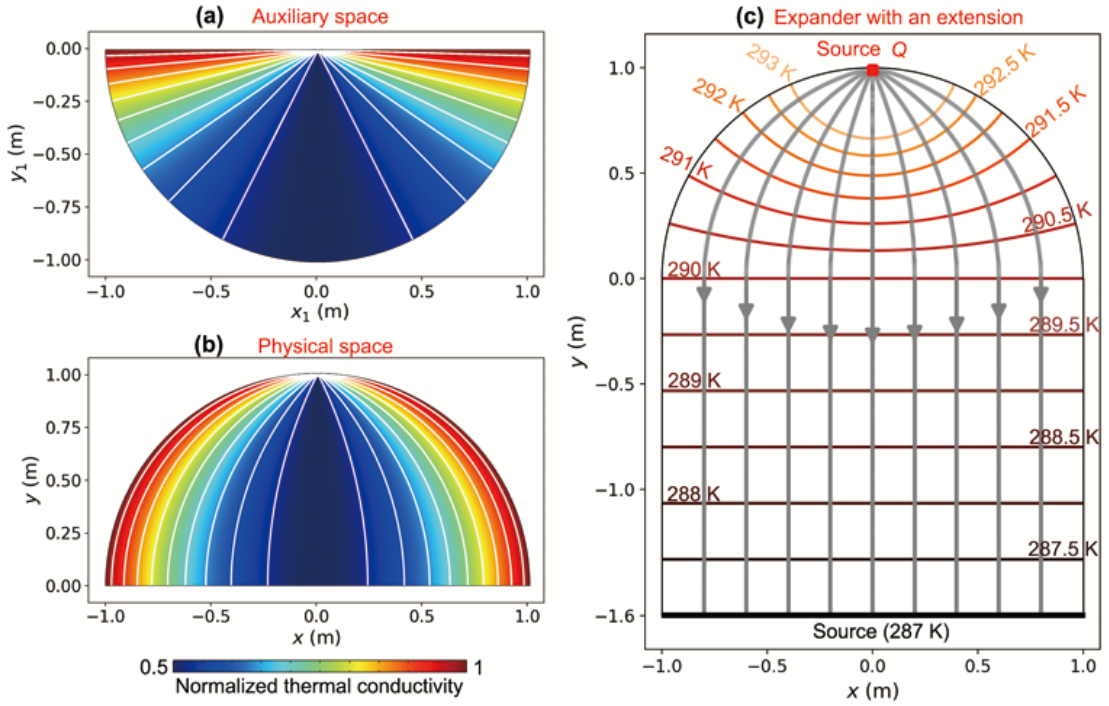 (a) Auxiliary space
0.00
−0.25
−0.50
−0.75
−1.00
y1 (m)
−1.0 −0.5 0.0 0.5 1.0
x1 (m)
(b) Physical space
1.00
0.75
0.50
0.25
0.00
y (m)
−1.0 −0.5 0.0 0.5 1.0
x (m)
0.5 1
Normalized thermal conductivity
(c) Expander with an extension
Source Q
1.0
0.5
0.0
−0.5
−1.0
−1.6
y (m)
293 K
292.5 K
292 K
291.5 K
291 K
290.5 K
290 K
289.5 K
289 K
288.5 K
288 K
287.5 K
Source (287 K)
−1.0 −0.5 0.0 0.5 1.0
x (m)